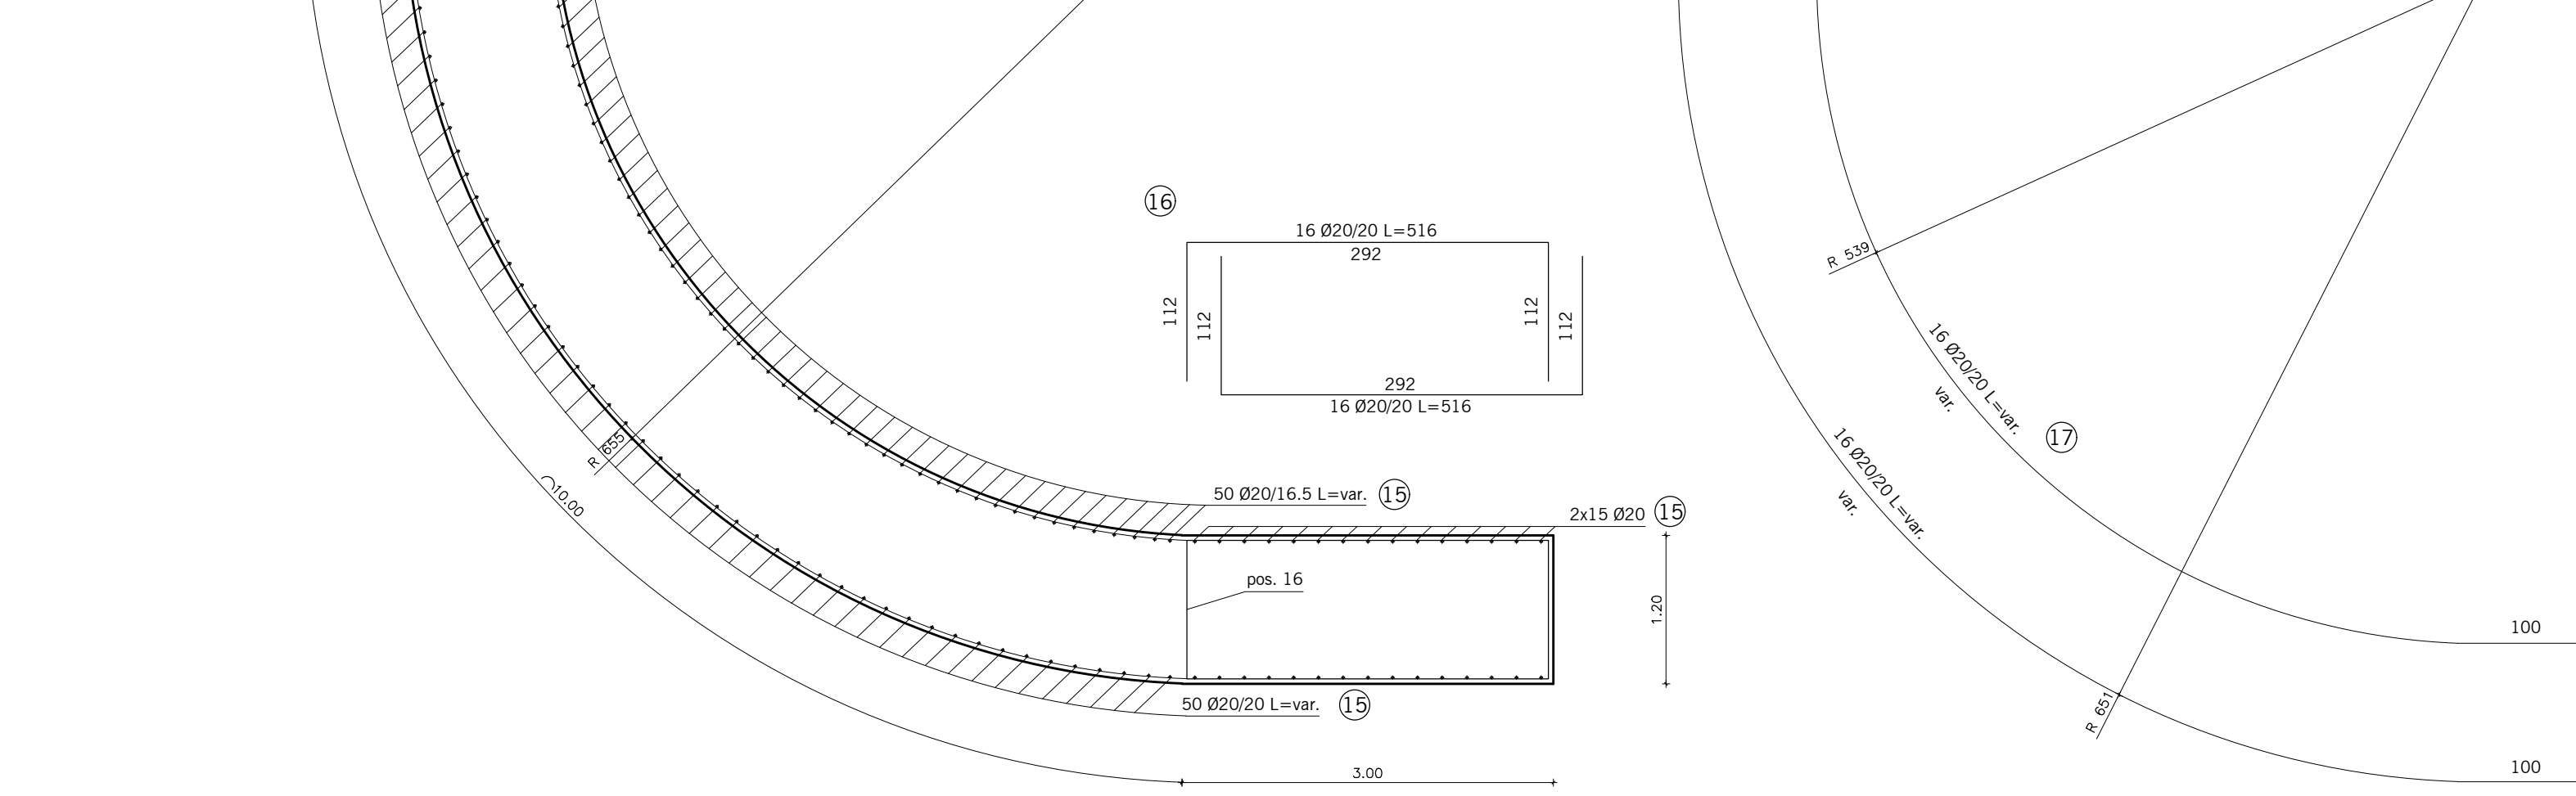 16
16 Ø20/20 L=516
292
112
112
112
112
292
16 Ø20/20 L=516
R 539
16 Ø20/20 L=var.
var.
17
16 Ø20/20 L=var.
var.
R 655
10.00
50 Ø20/16.5 L=var.
15
2x15 Ø20
15
pos. 16
1.20
100
50 Ø20/20 L=var.
15
R 651
3.00
100